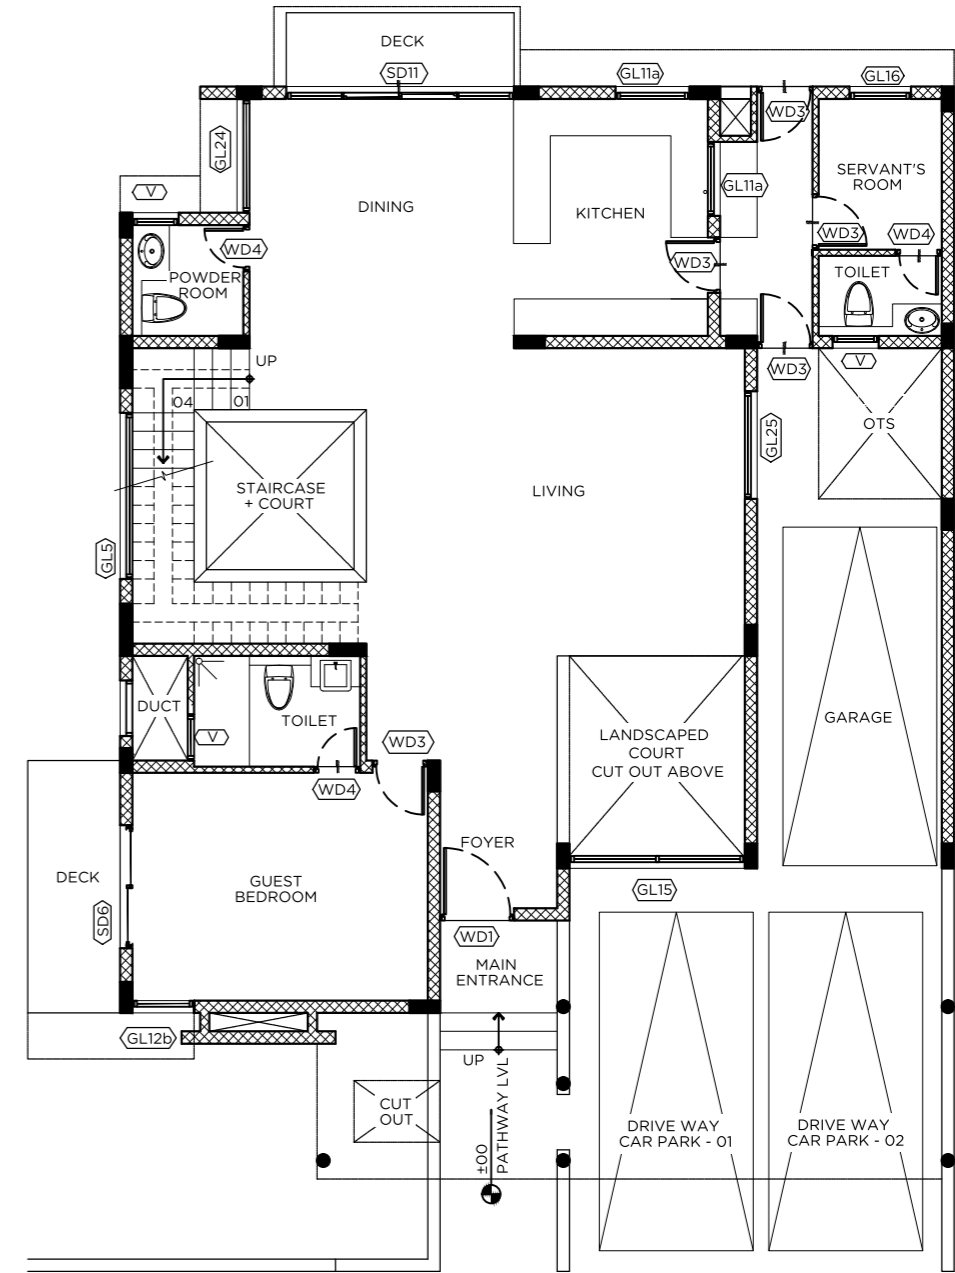 DECK
SD11
GL11a
GL16
WD3
GL24
SERVANT'S
ROOM
V
GL11a
DINING
KITCHEN
WD3
WD4
WD4
WD3
POWDER
ROOM
TOILET
UP
V
WD3
04
01
OTS
GL25
STAIRCASE
+ COURT
LIVING
GL5
DUCT
TOILET
V
WD3
WD4
LANDSCAPED
COURT
CUT OUT ABOVE
GARAGE
FOYER
DECK
GUEST
BEDROOM
GL15
SD6
WD1
MAIN
ENTRANCE
GL12b
UP
CUT
OUT
±00
PATHWAY LVL
DRIVE WAY
CAR PARK - 01
DRIVE WAY
CAR PARK - 02